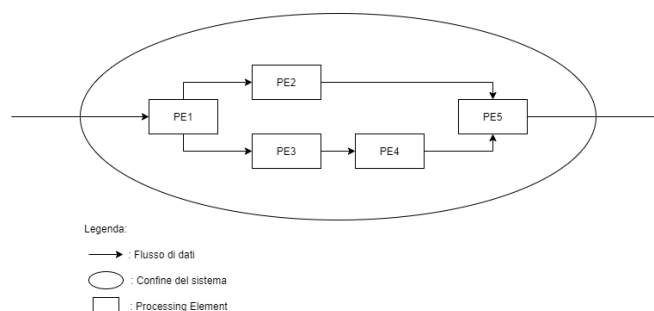 PE2
PE1
PE5
PE3
PE4
Legenda:
: Flusso di dati
: Confine del sistema
: Processing Element